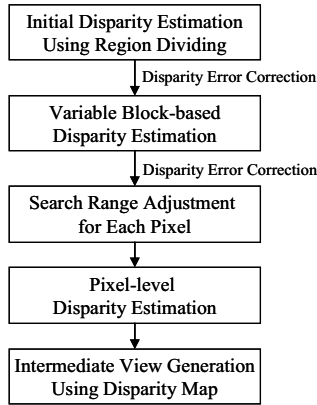 Initial Disparity Estimation
Using Region Dividing
Disparity Error Correction
Variable Block-based
Disparity Estimation
Disparity Error Correction
Search Range Adjustment
for Each Pixel
Pixel-level
Disparity Estimation
Intermediate View Generation
Using Disparity Map